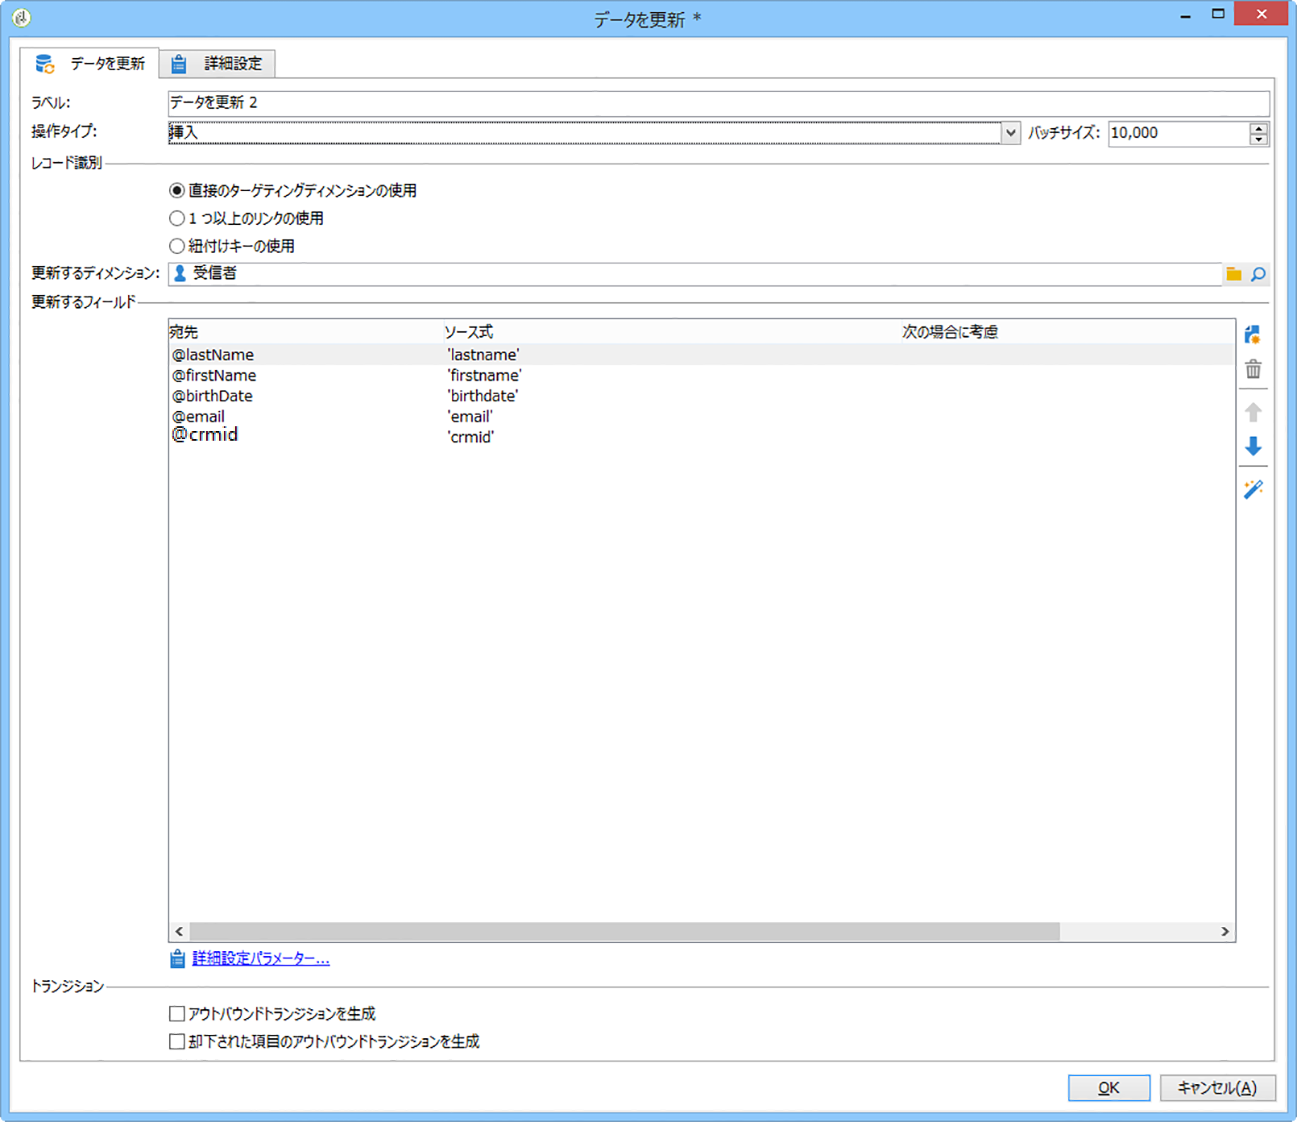 データを更新 *
データを更新
詳細設定
ラベル: データを更新 2
操作タイプ: 挿入 バッチサイズ: 10,000
レコード識別
直接のターゲティングディメンションの使用
1 つ以上のリンクの使用
紐付けキーの使用
更新するディメンション: 受信者
更新するフィールド
宛先 ソース式 次の場合に考慮
@lastName 'lastname'
@firstName 'firstname'
@birthDate 'birthdate'
@email 'email'
@crmid 'crmid'
詳細設定パラメーター...
トランジション
アウトバウンドトランジションを生成
却下された項目のアウトバウンドトランジションを生成
OK キャンセル(A)